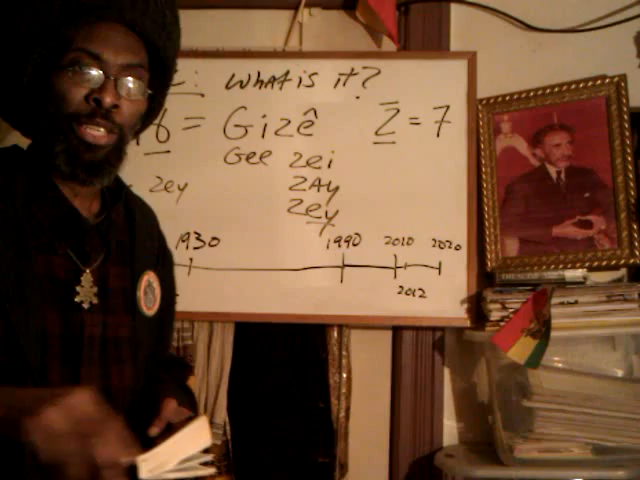 : WHAT is it?
= Gizê Z = 7
Gee zei
zey ZAy
zey
1930 1990 2010 2020
2012